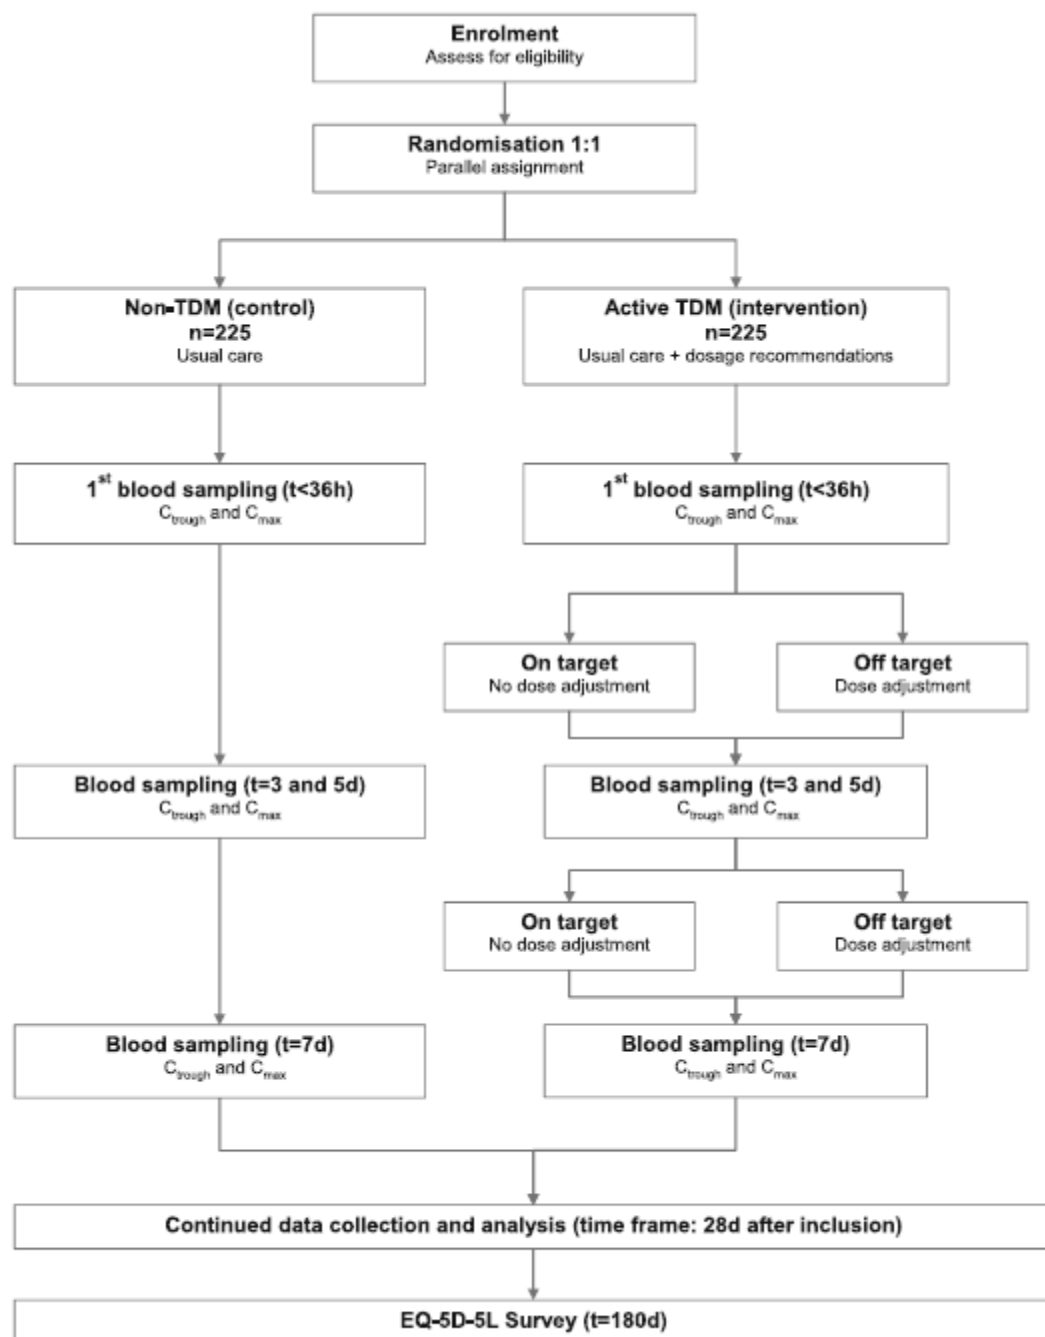 Enrolment
Assess for eligibility
Randomisation 1:1
Parallel assignment
Non-TDM (control)
n=225
Usual care
Active TDM (intervention)
n=225
Usual care + dosage recommendations
1st blood sampling (t<36h)
Ctrough and Cmax
1st blood sampling (t<36h)
Ctrough and Cmax
On target
No dose adjustment
Off target
Dose adjustment
Blood sampling (t=3 and 5d)
Ctrough and Cmax
Blood sampling (t=3 and 5d)
Ctrough and Cmax
On target
No dose adjustment
Off target
Dose adjustment
Blood sampling (t=7d)
Ctrough and Cmax
Blood sampling (t=7d)
Ctrough and Cmax
Continued data collection and analysis (time frame: 28d after inclusion)
EQ-5D-5L Survey (t=180d)